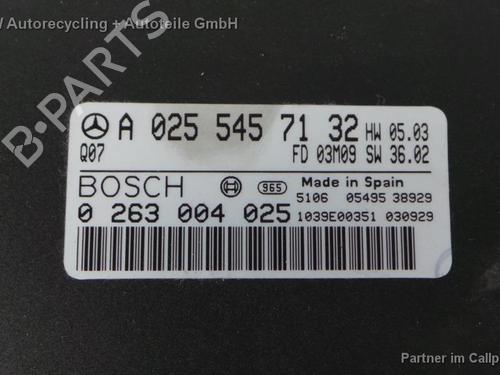 W Autorecycling - Autoteile GmbH
B-PARTS
A 025 545 71 32 HW 05.03
Q07 FD 03M09 SW 36.02
BOSCH 965 Made in Spain
5106 05495 38929
0 263 004 025 1039E00351 030929
Partner im Callp